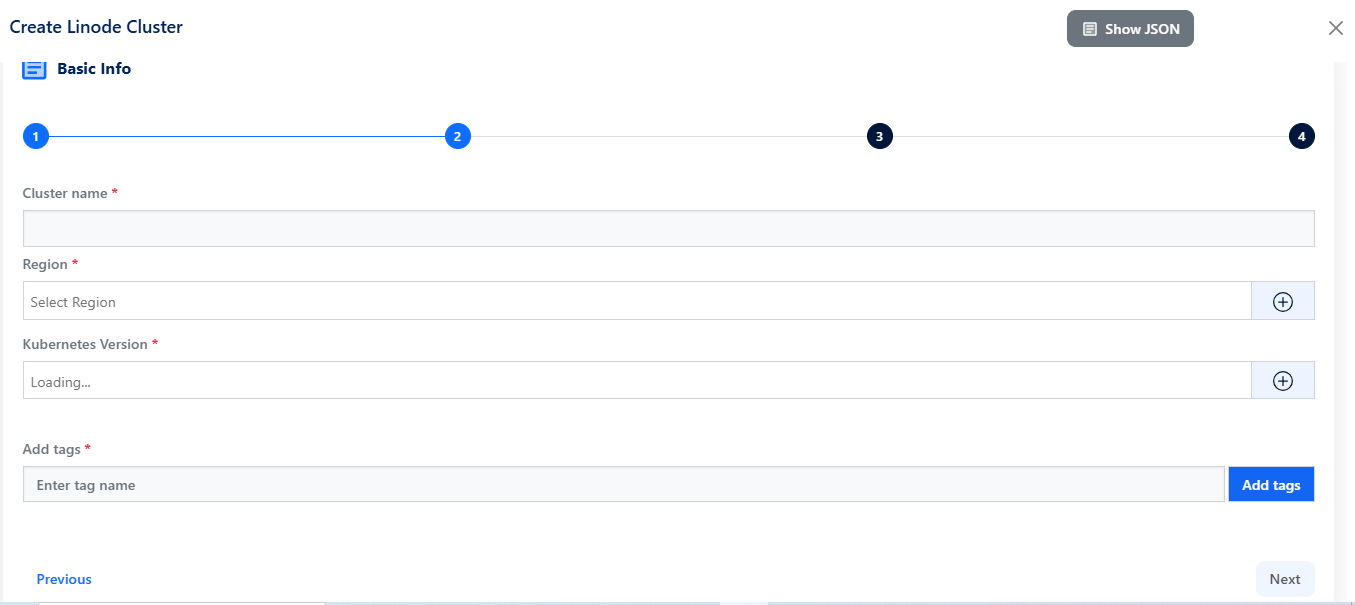 Create Linode Cluster
Show JSON
Basic Info
1 2 3 4
Cluster name *
Region *
Select Region
Kubernetes Version *
Loading...
Add tags *
Enter tag name
Add tags
Previous
Next